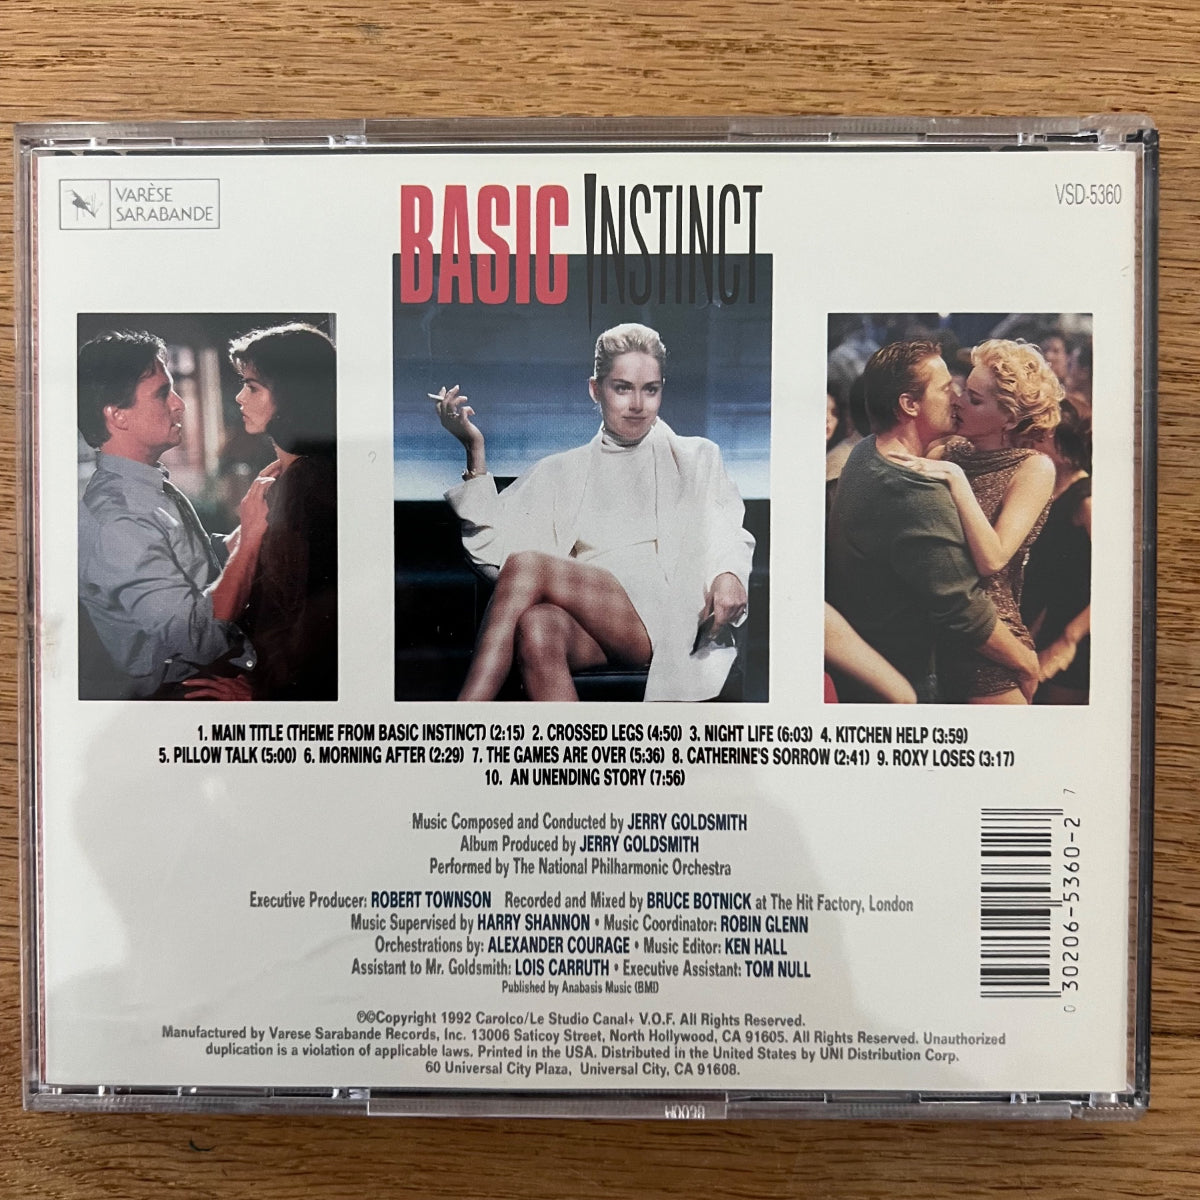 VARÈSE
SARABANDE
BASIC INSTINCT
VSD-5360
1. MAIN TITLE (THEME FROM BASIC INSTINCT) (2:15) 2. CROSSED LEGS (4:50) 3. NIGHT LIFE (6:03) 4. KITCHEN HELP (3:59)
5. PILLOW TALK (5:00) 6. MORNING AFTER (2:29) 7. THE GAMES ARE OVER (5:36) 8. CATHERINE'S SORROW (2:41) 9. ROXY LOSES (3:17)
10. AN UNENDING STORY (7:56)
Music Composed and Conducted by JERRY GOLDSMITH
Album Produced by JERRY GOLDSMITH
Performed by The National Philharmonic Orchestra
Executive Producer: ROBERT TOWNSON Recorded and Mixed by BRUCE BOTNICK at The Hit Factory, London
Music Supervised by HARRY SHANNON • Music Coordinator: ROBIN GLENN
Orchestrations by: ALEXANDER COURAGE • Music Editor: KEN HALL
Assistant to Mr. Goldsmith: LOIS CARRUTH • Executive Assistant: TOM NULL
Published by Anabasis Music (BMI)
℗©Copyright 1992 Carolco/Le Studio Canal+ V.O.F. All Rights Reserved.
Manufactured by Varese Sarabande Records, Inc. 13006 Saticoy Street, North Hollywood, CA 91605. All Rights Reserved. Unauthorized
duplication is a violation of applicable laws. Printed in the USA. Distributed in the United States by UNI Distribution Corp.
60 Universal City Plaza, Universal City, CA 91608.
0 30206-5360-2 7